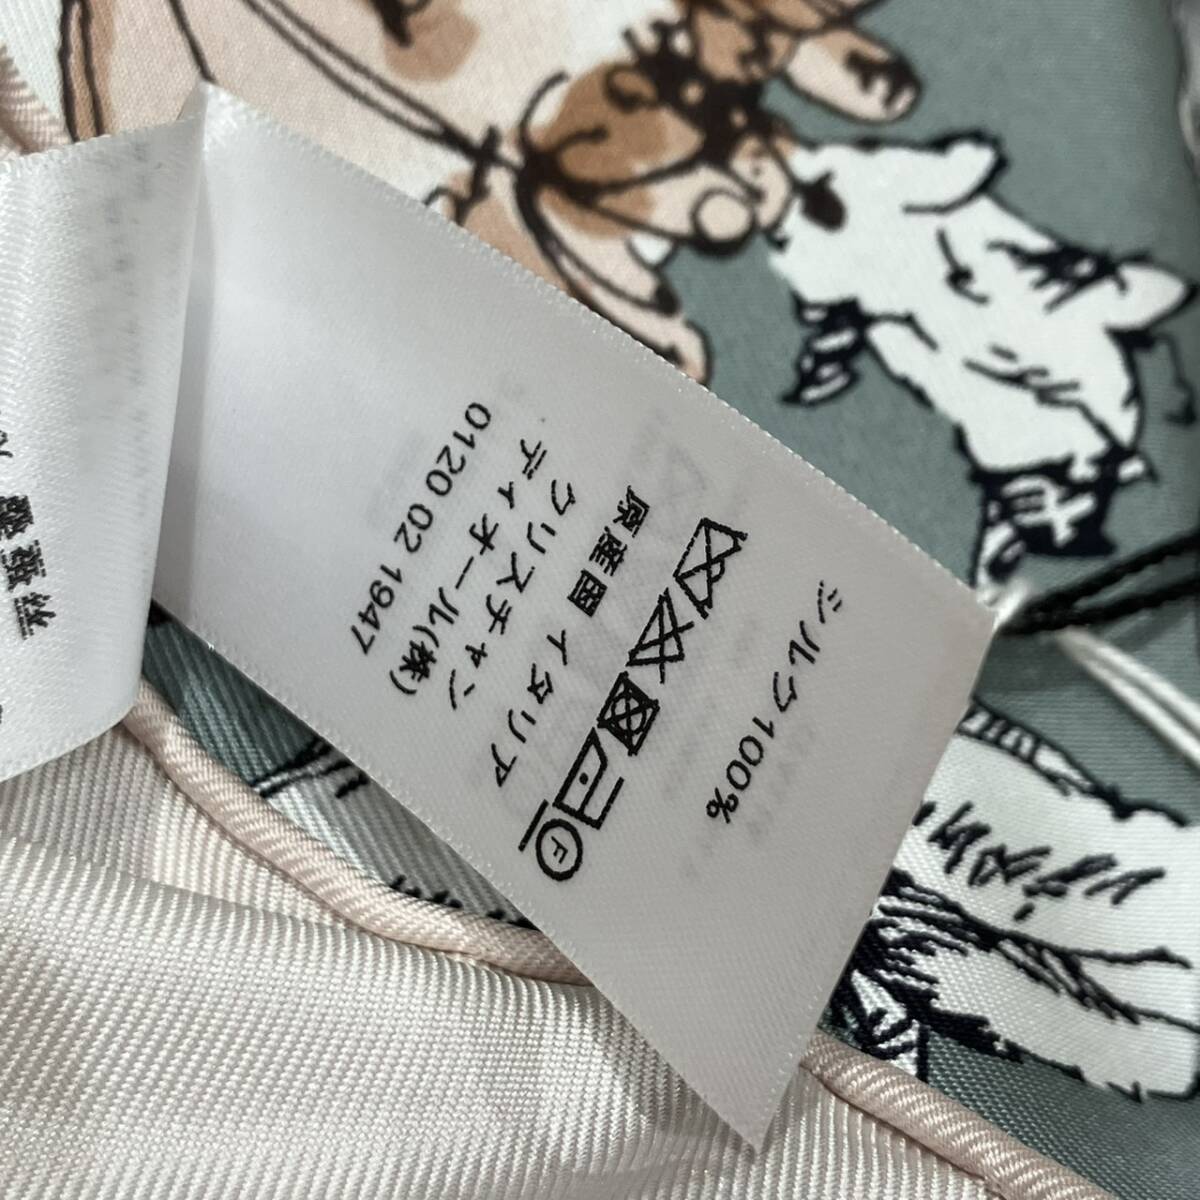 シルク100%
F
原産国 イタリア
クリスチャン
ディオール(株)
0120 02 1947